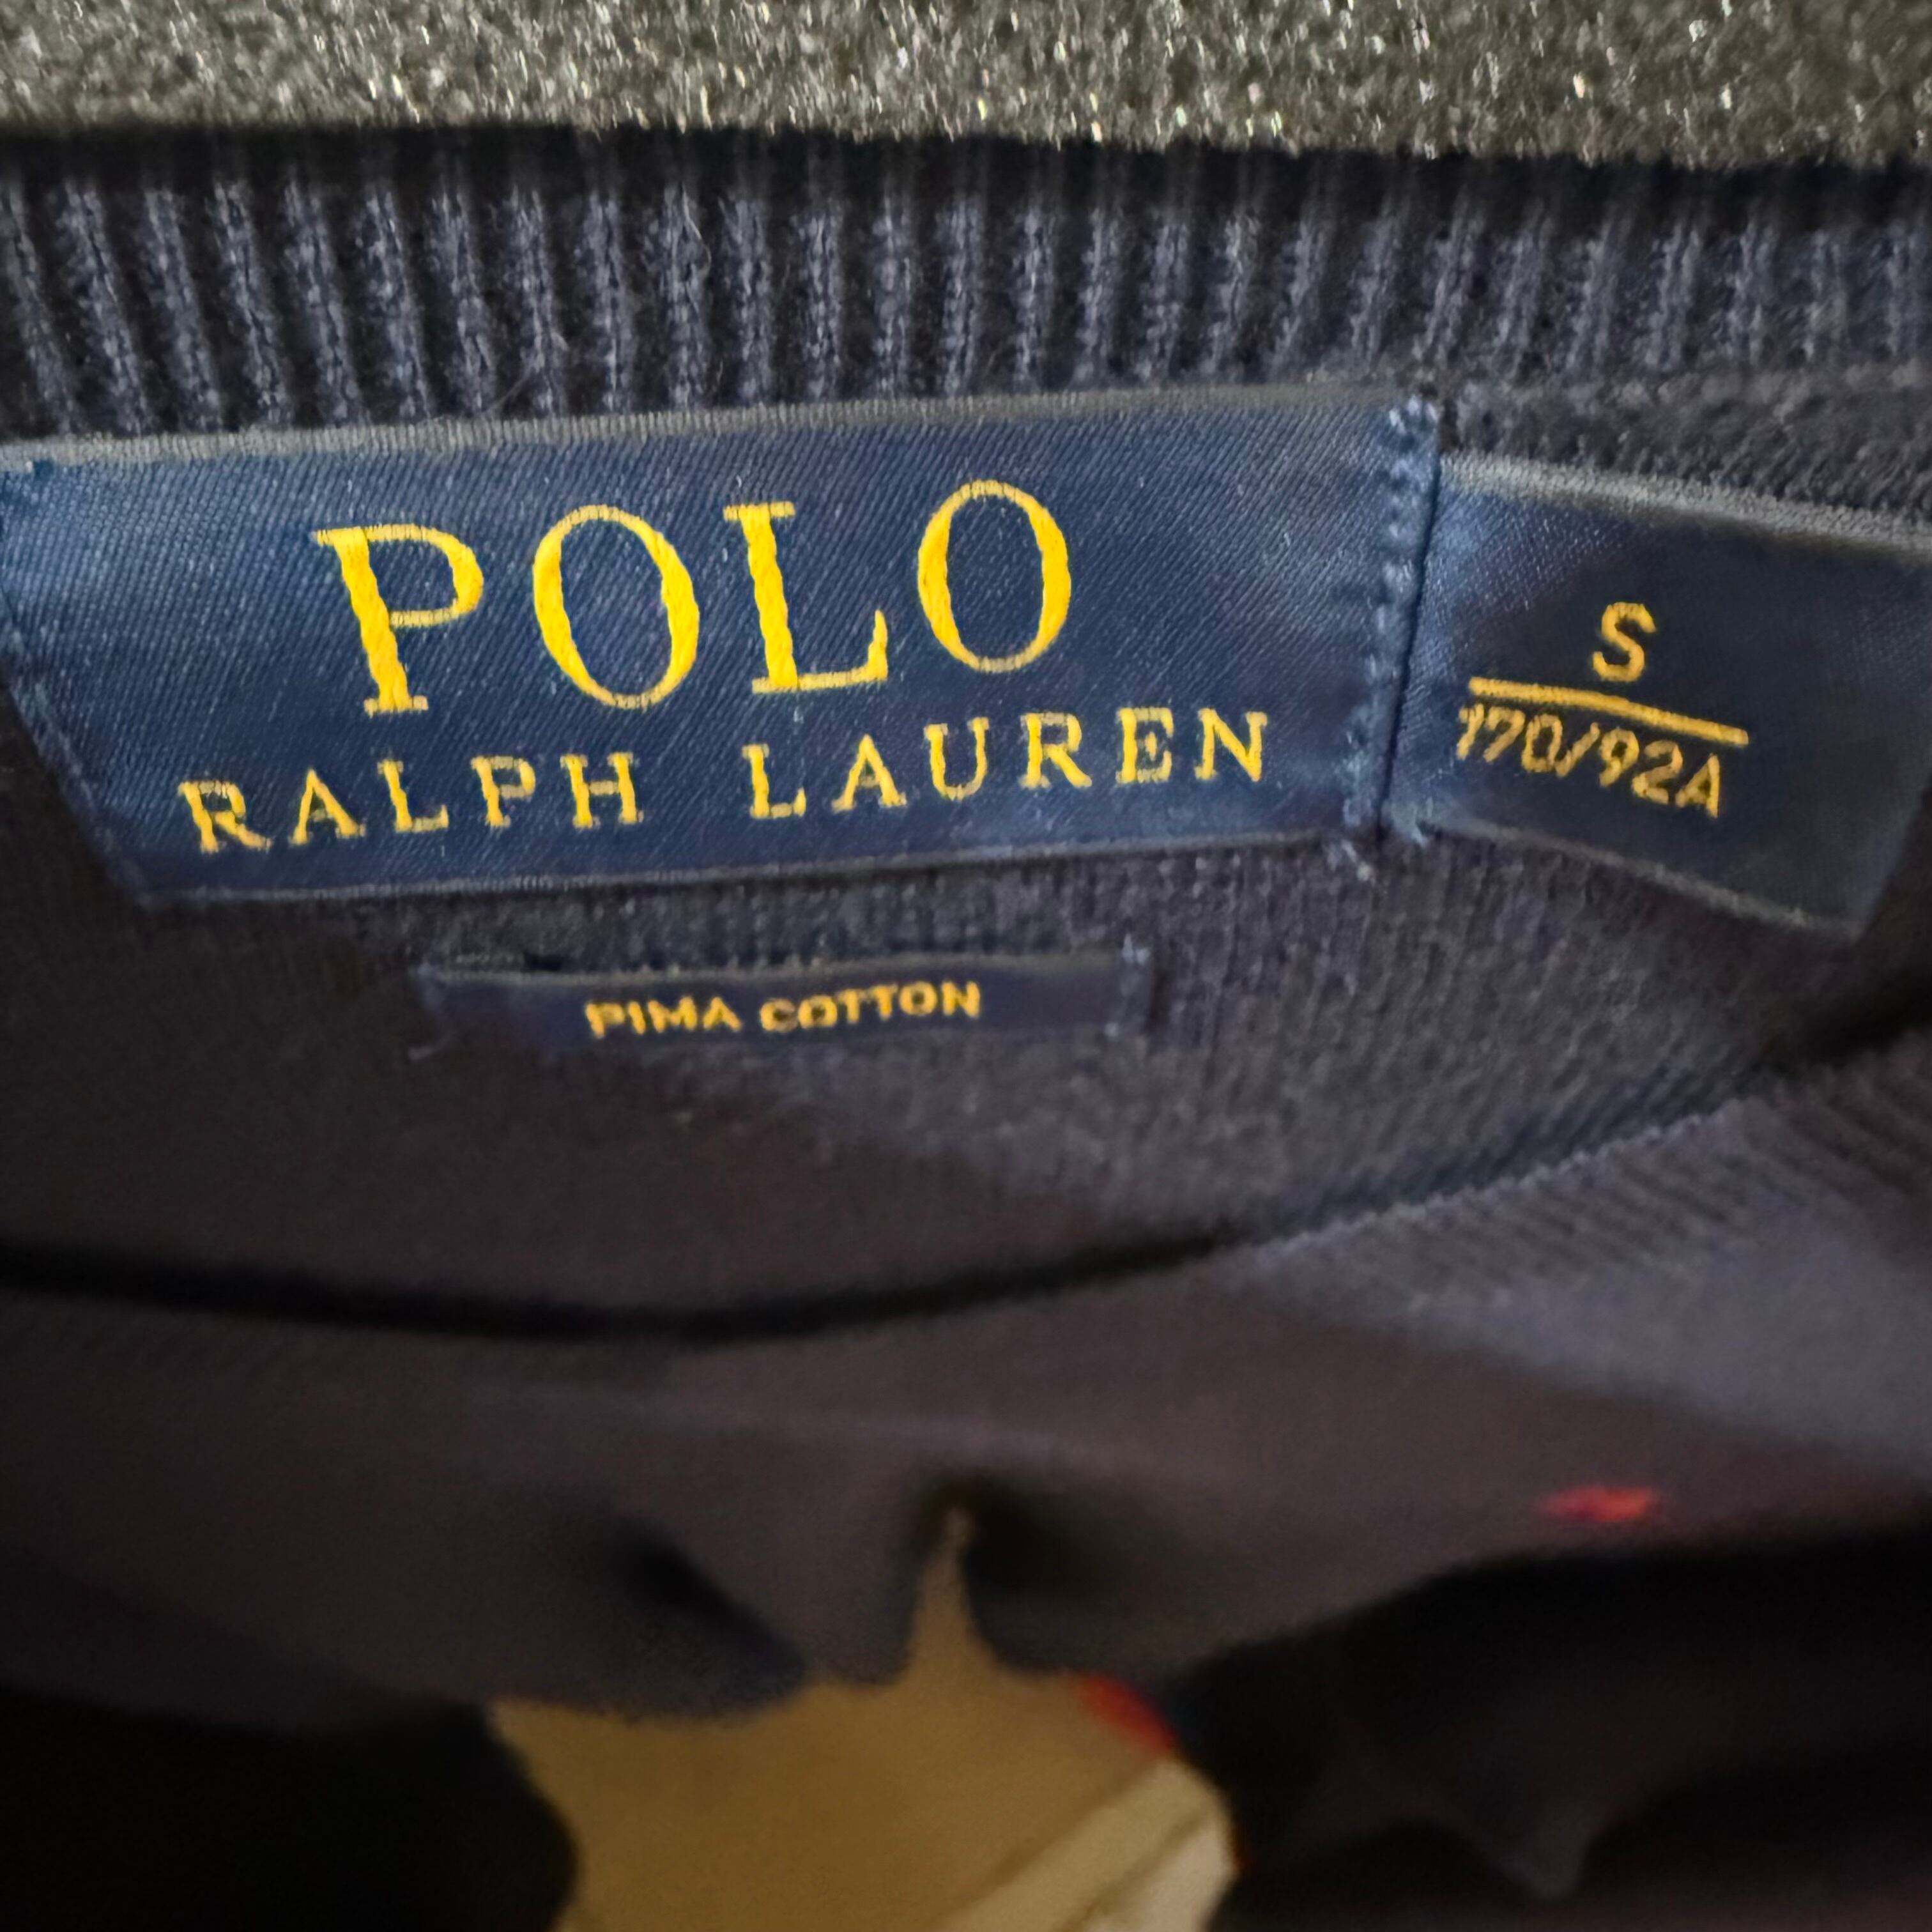 POLO
RALPH LAUREN
S
170/92A
PIMA COTTON